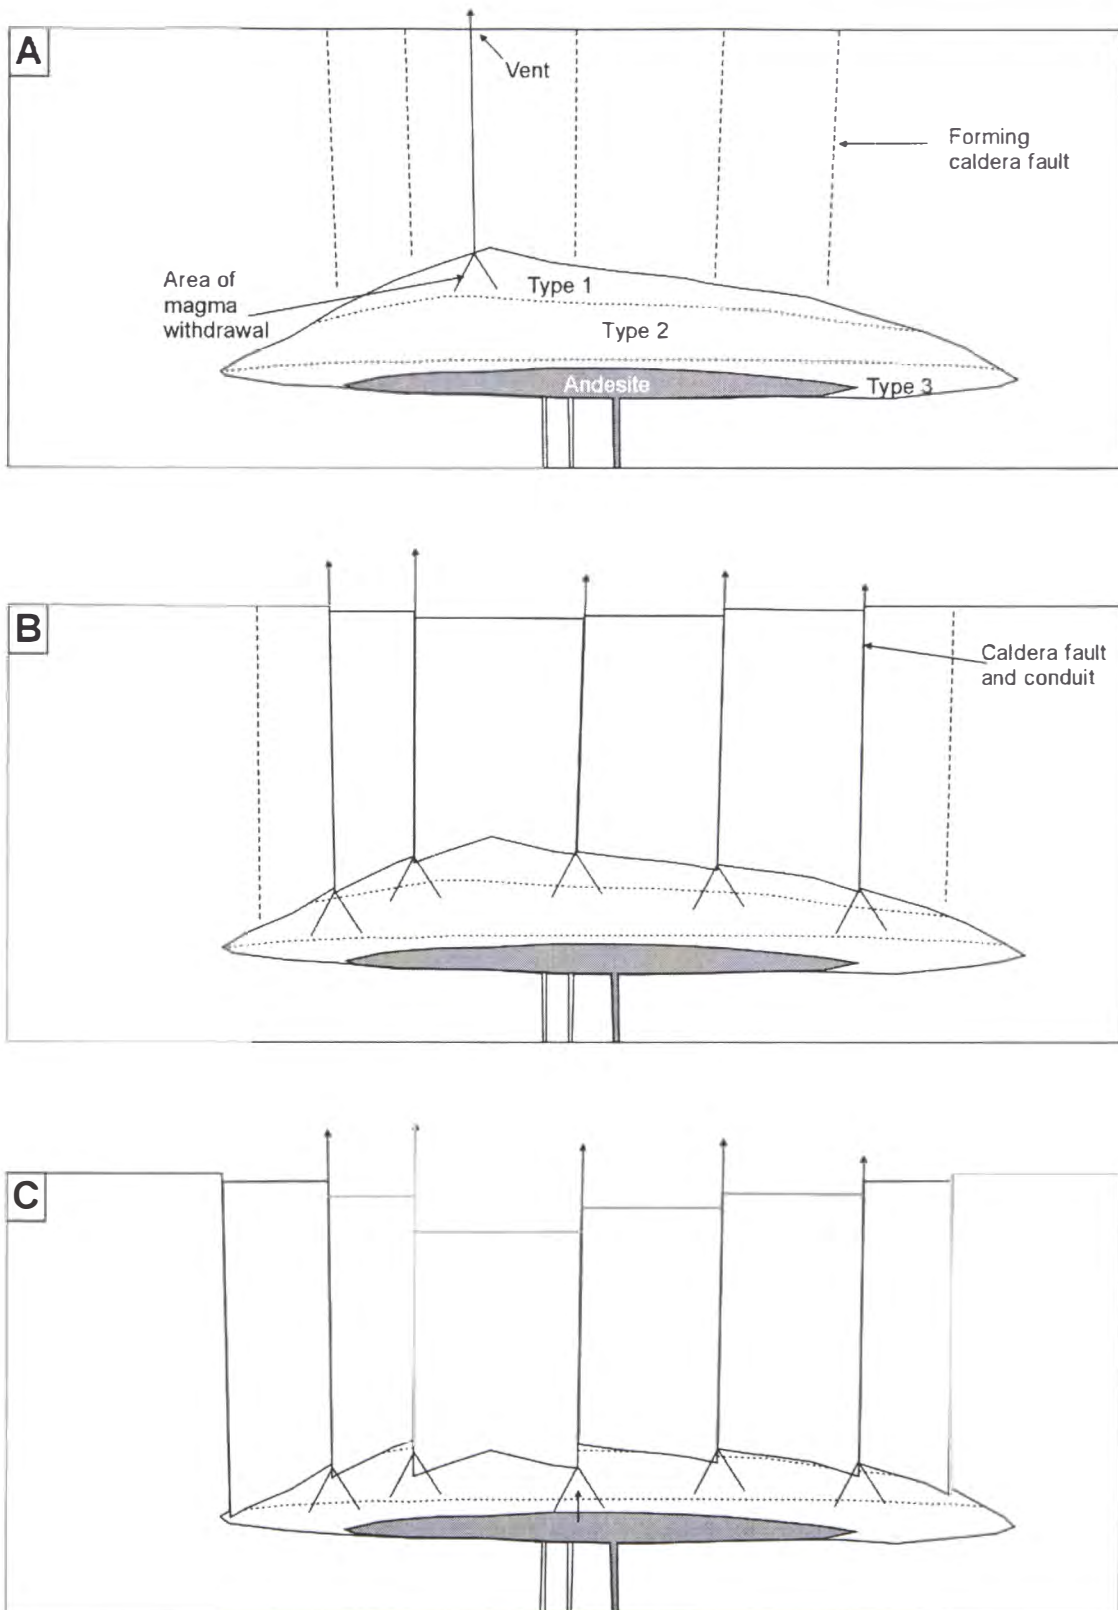 A
Vent
Forming
caldera fault
Area of
magma
withdrawal
Type 1
Type 2
Andesite
Type 3
B
Caldera fault
and conduit
C